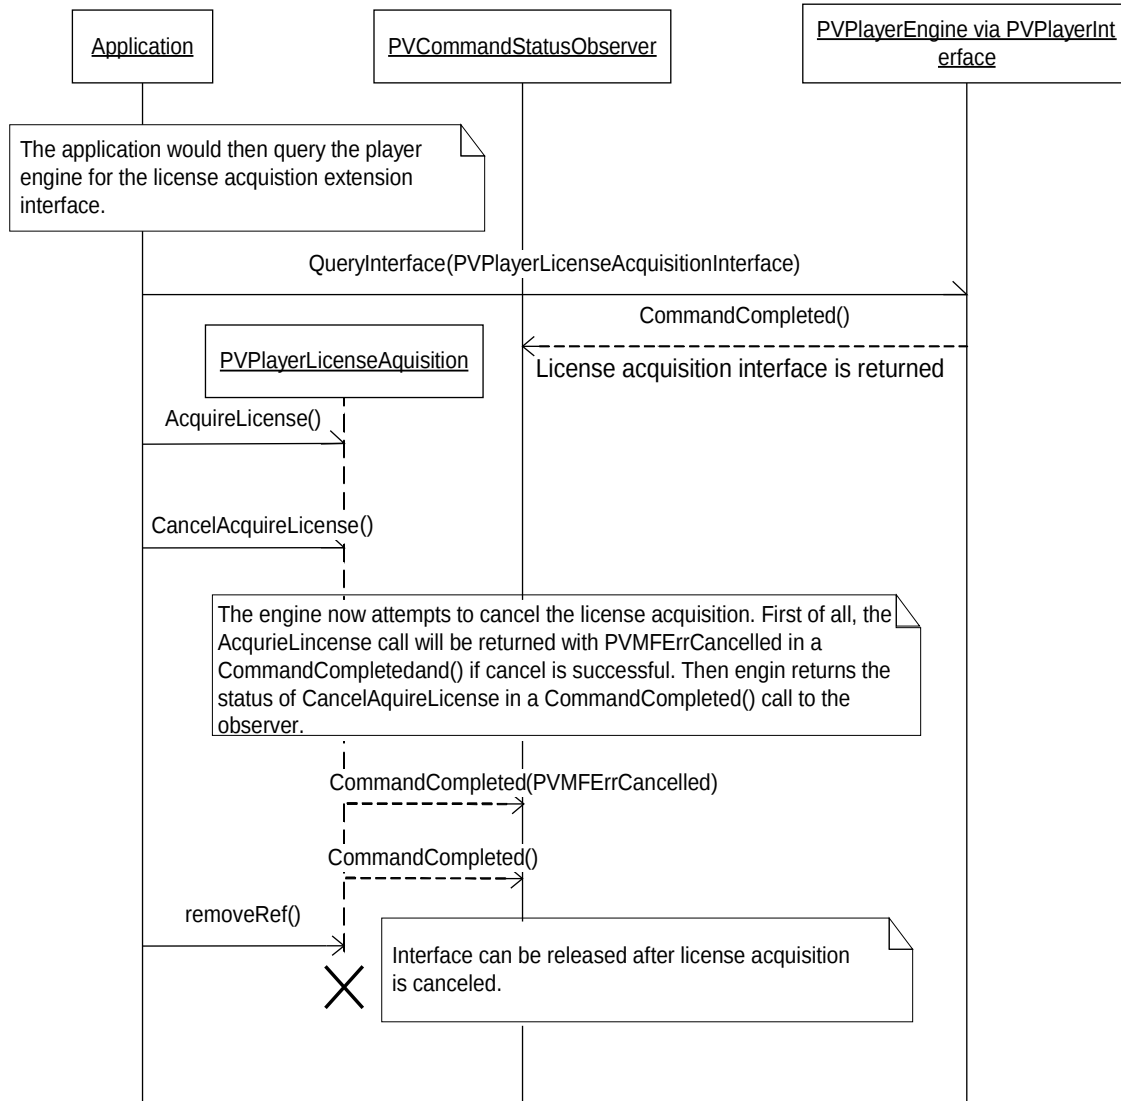 Application
PVCommandStatusObserver
PVPlayerEngine via PVPlayerInt
erface
The application would then query the player
engine for the license acquistion extension
interface.
QueryInterface(PVPlayerLicenseAcquisitionInterface)
CommandCompleted()
PVPlayerLicenseAquisition
License acquisition interface is returned
AcquireLicense()
CancelAcquireLicense()
The engine now attempts to cancel the license acquisition. First of all, the
AcqurieLincense call will be returned with PVMFErrCancelled in a
CommandCompletedand() if cancel is successful. Then engin returns the
status of CancelAquireLicense in a CommandCompleted() call to the
observer.
CommandCompleted(PVMFErrCancelled)
CommandCompleted()
removeRef()
Interface can be released after license acquisition
is canceled.